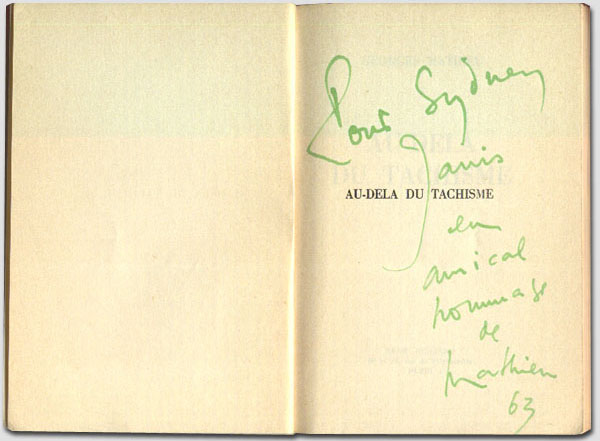 Pour Sydney
Janis
AU-DELA DU TACHISME
en
amical
hommage
de
Mathieu
63